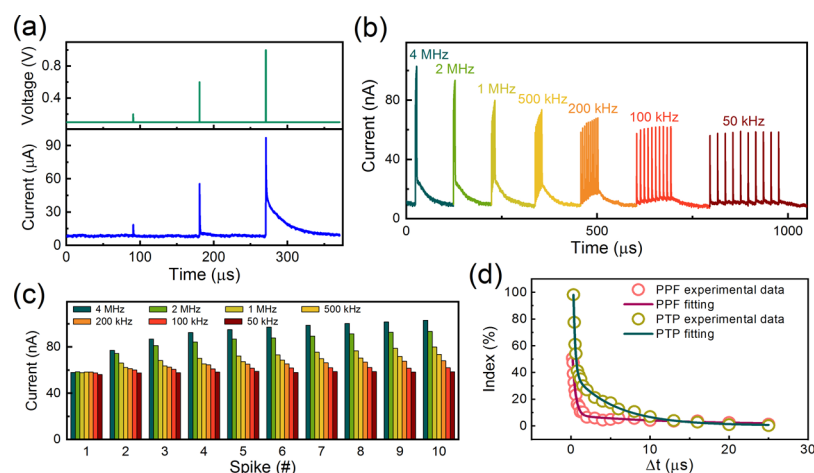 (a)
Voltage (V)
0.8
0.4
Current (μA)
90
60
30
0
0 100 200 300
Time (μs)
(b)
Current (nA)
120
80
40
0
4 MHz
2 MHz
1 MHz
500 kHz
200 kHz
100 kHz
50 kHz
0 500 1000
Time (μs)
(c)
Current (nA)
100
80
60
40
4 MHz 2 MHz 1 MHz 500 kHz
200 kHz 100 kHz 50 kHz
1 2 3 4 5 6 7 8 9 10
Spike (#)
(d)
Index (%)
100
80
60
40
20
0
PPF experimental data
PPF fitting
PTP experimental data
PTP fitting
0 5 10 15 20 25 30
Δt (μs)